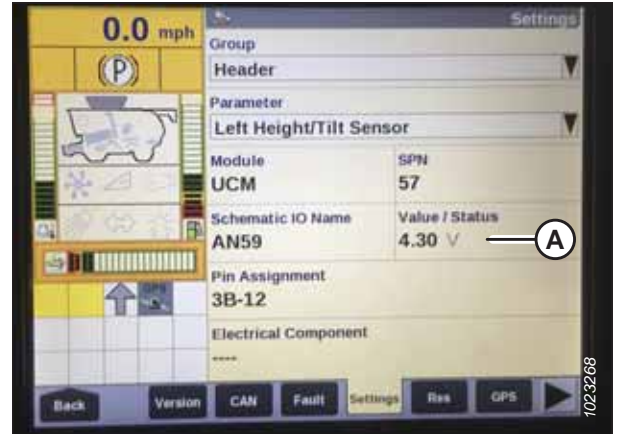 0.0 mph
Settings
(P)
Group
Header
Parameter
Left Height/Tilt Sensor
Module
SPN
UCM
57
Schematic IO Name
Value / Status
AN59
4.30 V
A
Pin Assignment
3B-12
Electrical Component
----
Back
Version
CAN
Fault
Settings
Rss
GPS
1023268